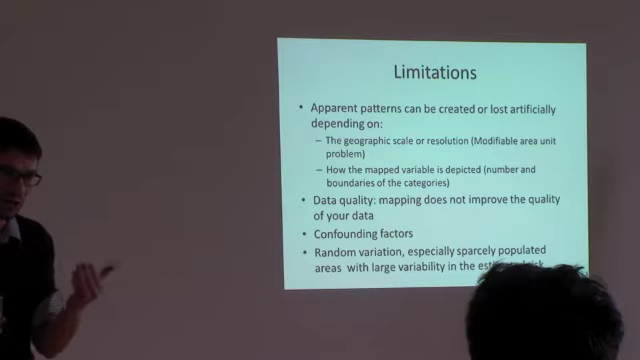 Limitations
• Apparent patterns can be created or lost artificially
depending on:
– The geographic scale or resolution (Modifiable area unit
problem)
– How the mapped variable is depicted (number and
boundaries of the categories)
• Data quality: mapping does not improve the quality
of your data
• Confounding factors
• Random variation, especially sparcely populated
areas with large variability in the